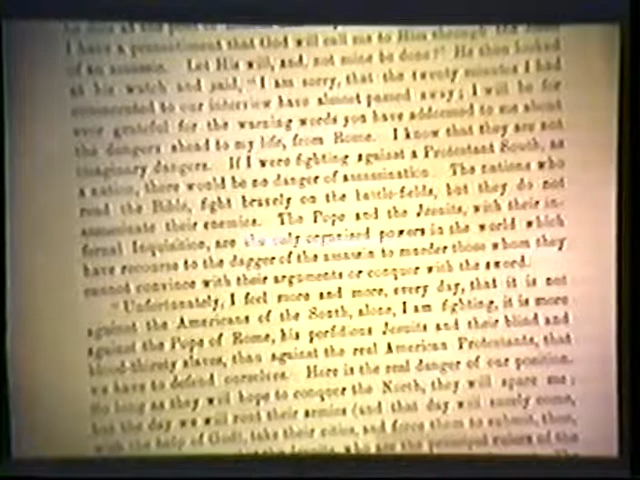 I have a presentiment that God will call me to Him through the hand
of an assassin. Let His will, and, not mine be done!" He then looked
at his watch and said, "I am sorry, that the twenty minutes I had
consecrated to our interview have almost passed away; I will be for
ever grateful for the warning words you have addressed to me about
the dangers ahead to my life, from Rome. I know that they are not
imaginary dangers. If I were fighting against a Protestant South, as
a nation, there would be no danger of assassination. The nations who
read the Bible, fight bravely on the battle-fields, but they do not
assassinate their enemies. The Pope and the Jesuits, with their in-
fernal Inquisition, are the only organized powers in the world which
have recourse to the dagger of the assassin to murder those whom they
cannot convince with their arguments or conquer with the sword.
"Unfortunately, I feel more and more, every day, that it is not
against the Americans of the South, alone, I am fighting, it is more
against the Pope of Rome, his perfidious Jesuits and their blind and
blood-thirsty slaves, than against the real American Protestants, that
we have to defend ourselves. Here is the real danger of our position.
So long as they will hope to conquer the North, they will spare me;
but the day we will rout their armies (and that day will surely come,
with the help of God), take their cities, and force them to submit, then,
the Jesuits, who are the principal rulers of the